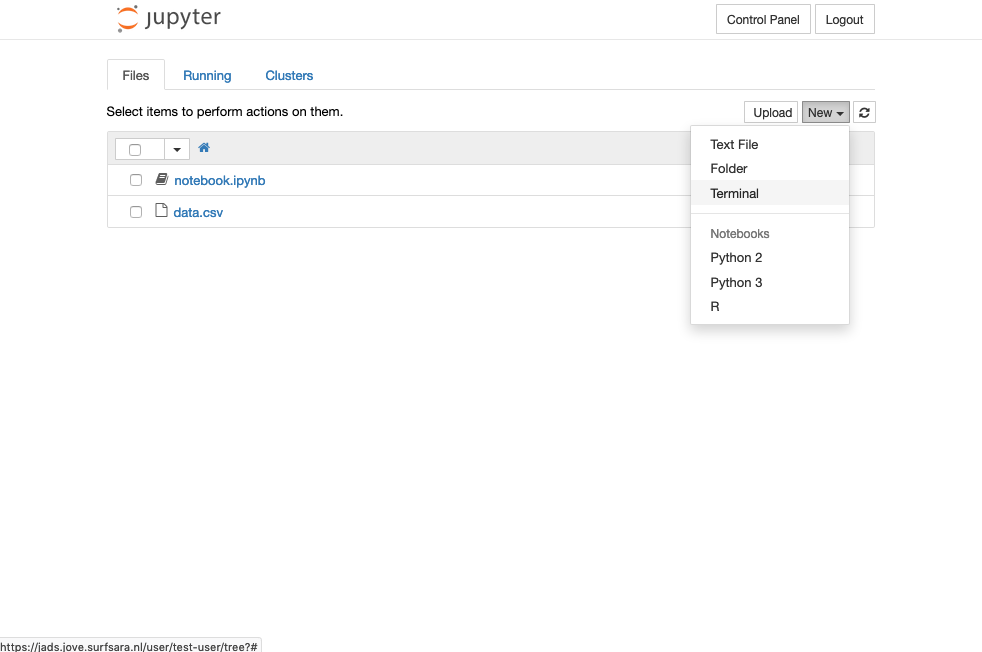 jupyter
Control Panel Logout
Files Running Clusters
Select items to perform actions on them.
Upload New
Text File
Folder
Terminal
notebook.ipynb
data.csv
Notebooks
Python 2
Python 3
R
https://jads.jove.surfsara.nl/user/test-user/tree?#